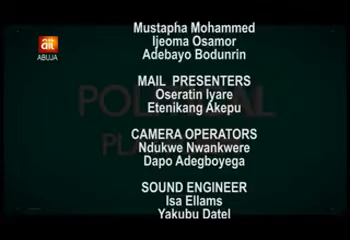 ait
ABUJA
Mustapha Mohammed
Ijeoma Osamor
Adebayo Bodunrin
MAIL PRESENTERS
Oseratin Iyare
Etenikang Akepu
CAMERA OPERATORS
Ndukwe Nwankwere
Dapo Adegboyega
SOUND ENGINEER
Isa Ellams
Yakubu Datel